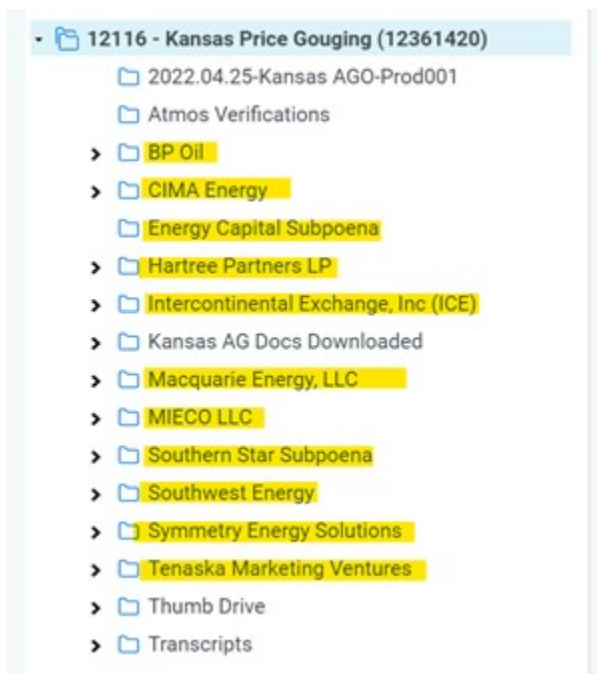 12116 - Kansas Price Gouging (12361420)
2022.04.25-Kansas AGO-Prod001
Atmos Verifications
BP Oil
CIMA Energy
Energy Capital Subpoena
Hartree Partners LP
Intercontinental Exchange, Inc (ICE)
Kansas AG Docs Downloaded
Macquarie Energy, LLC
MIECO LLC
Southern Star Subpoena
Southwest Energy
Symmetry Energy Solutions
Tenaska Marketing Ventures
Thumb Drive
Transcripts